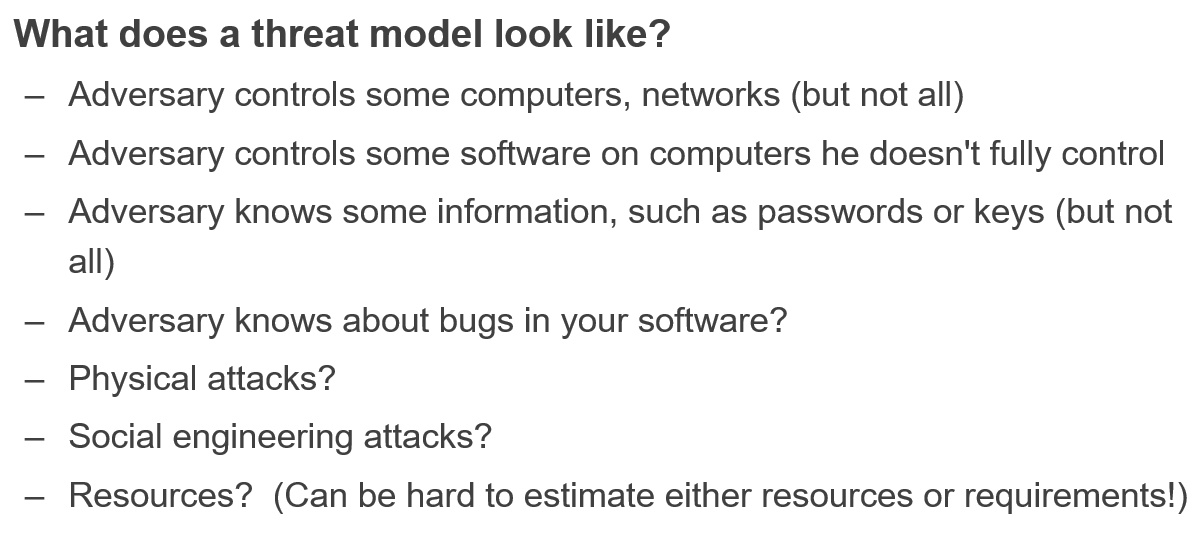 What does a threat model look like?
– Adversary controls some computers, networks (but not all)
– Adversary controls some software on computers he doesn't fully control
– Adversary knows some information, such as passwords or keys (but not
all)
– Adversary knows about bugs in your software?
– Physical attacks?
– Social engineering attacks?
– Resources?  (Can be hard to estimate either resources or requirements!)